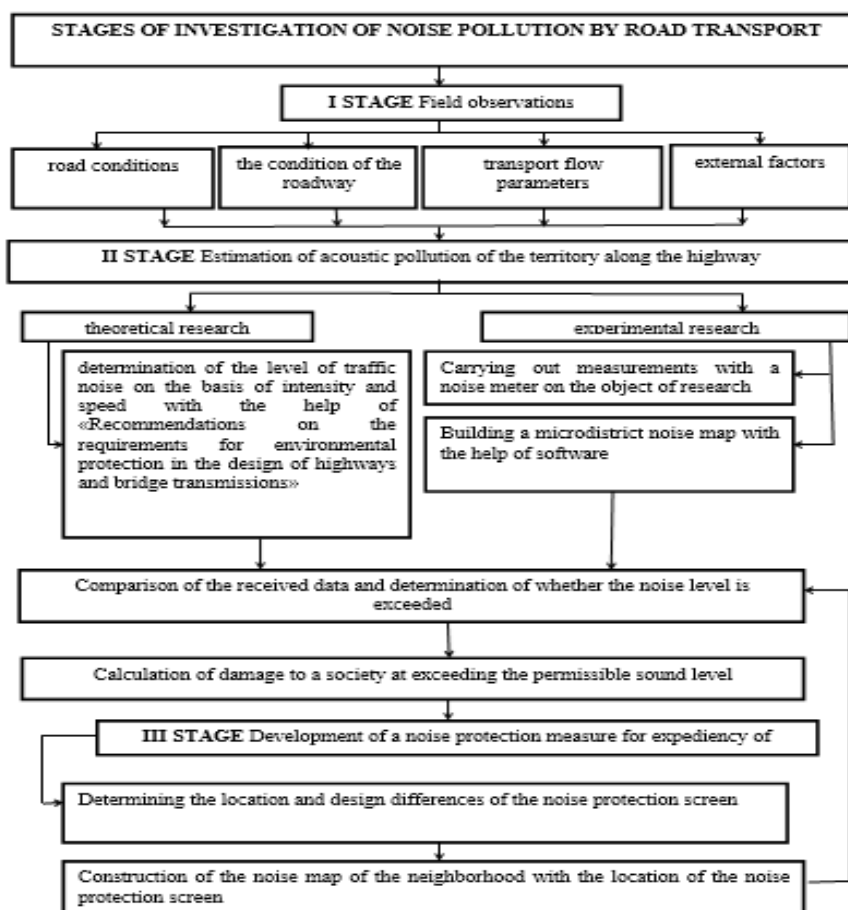 STAGES OF INVESTIGATION OF NOISE POLLUTION BY ROAD TRANSPORT
I STAGE Field observations
road conditions
the condition of the
roadway
transport flow
parameters
external factors
II STAGE Estimation of acoustic pollution of the territory along the highway
theoretical research
experimental research
determination of the level of traffic
noise on the basis of intensity and
speed with the help of
«Recommendations on the
requirements for environmental
protection in the design of highways
and bridge transmissions»
Carrying out measurements with a
noise meter on the object of research
Building a microdistrict noise map with
the help of software
Comparison of the received data and determination of whether the noise level is
exceeded
Calculation of damage to a society at exceeding the permissible sound level
III STAGE Development of a noise protection measure for expediency of
Determining the location and design differences of the noise protection screen
Construction of the noise map of the neighborhood with the location of the noise
protection screen